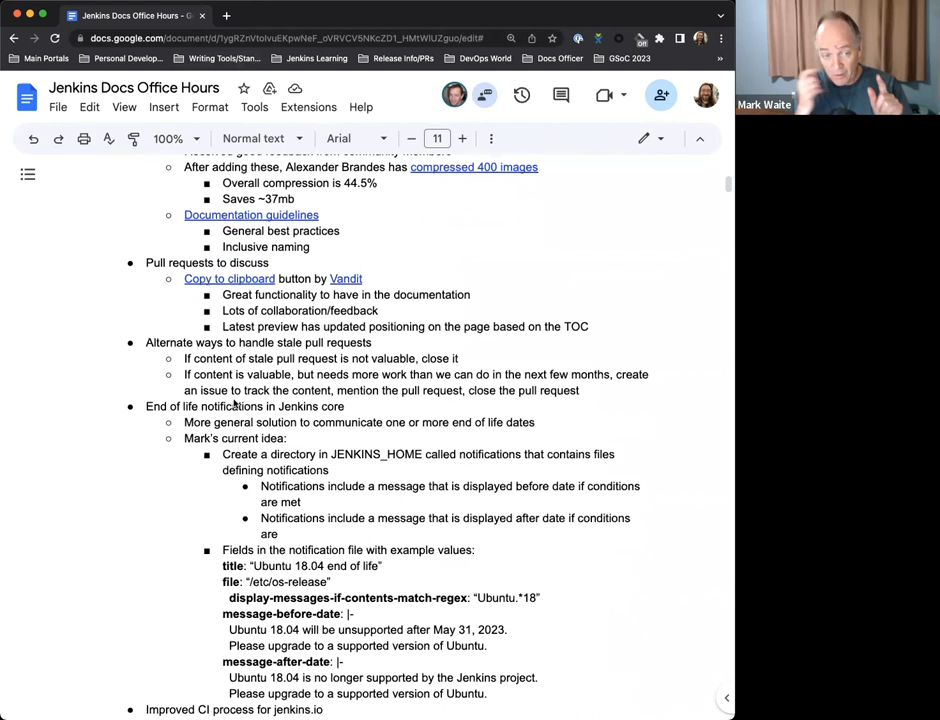 Jenkins Docs Office Hours - G
docs.google.com/document/d/1ygRZnVtoIvuEKpwNeF_oVRVCV5NKcZD1_HMtWIUZguo/edit#
Main Portals
Personal Develop...
Writing Tools/Stan...
Jenkins Learning
Release Info/PRs
DevOps World
Docs Officer
GSoC 2023
»
Jenkins Docs Office Hours
File Edit View Insert Format Tools Extensions Help
100% Normal text Arial 11
After adding these, Alexander Brandes has compressed 400 images
Overall compression is 44.5%
Saves ~37mb
Documentation guidelines
General best practices
Inclusive naming
Pull requests to discuss
Copy to clipboard button by Vandit
Great functionality to have in the documentation
Lots of collaboration/feedback
Latest preview has updated positioning on the page based on the TOC
Alternate ways to handle stale pull requests
If content of stale pull request is not valuable, close it
If content is valuable, but needs more work than we can do in the next few months, create
an issue to track the content, mention the pull request, close the pull request
End of life notifications in Jenkins core
More general solution to communicate one or more end of life dates
Mark's current idea:
Create a directory in JENKINS_HOME called notifications that contains files
defining notifications
Notifications include a message that is displayed before date if conditions
are met
Notifications include a message that is displayed after date if conditions
are
Fields in the notification file with example values:
title: "Ubuntu 18.04 end of life"
file: "/etc/os-release"
display-messages-if-contents-match-regex: "Ubuntu.*18"
message-before-date: |-
Ubuntu 18.04 will be unsupported after May 31, 2023.
Please upgrade to a supported version of Ubuntu.
message-after-date: |-
Ubuntu 18.04 is no longer supported by the Jenkins project.
Please upgrade to a supported version of Ubuntu.
Improved CI process for jenkins.io
Mark Waite